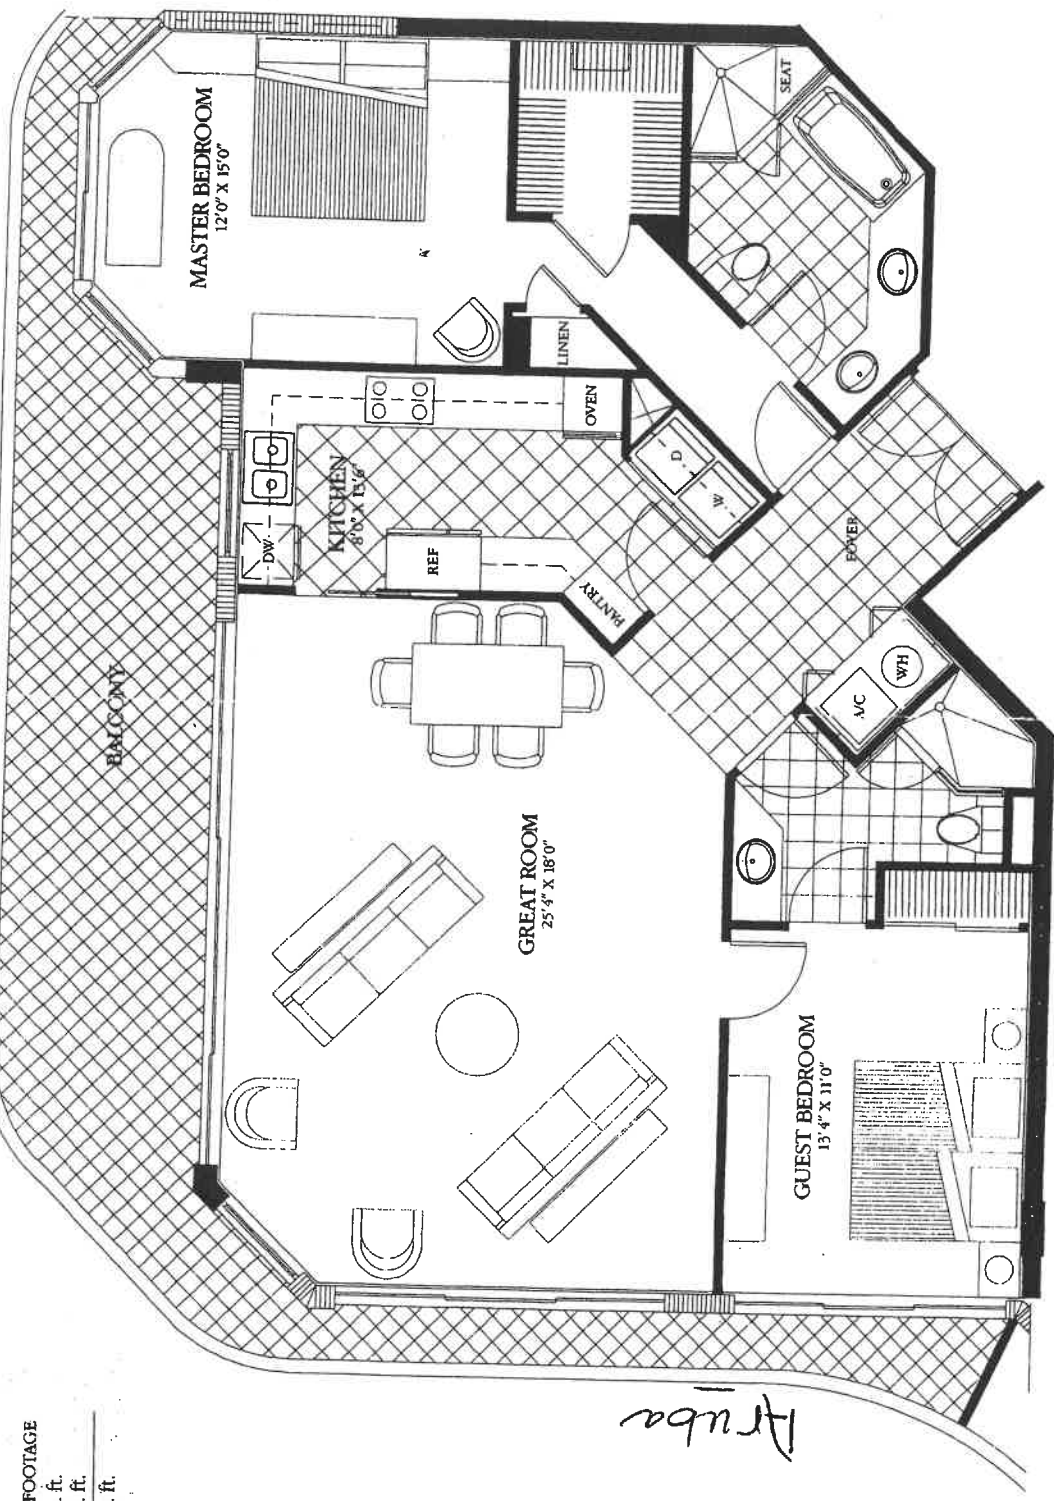 MASTER BEDROOM
12'0" X 15'0"
SEAT
LINEN
OVEN
KITCHEN
8'0" X 13'6"
DW
REF
PANTRY
D
W
FOYER
A/C
WH
BALCONY
GREAT ROOM
25'4" X 18'0"
GUEST BEDROOM
13'4" X 11'0"
Aruba
FOOTAGE
. ft.
. ft.
. ft.